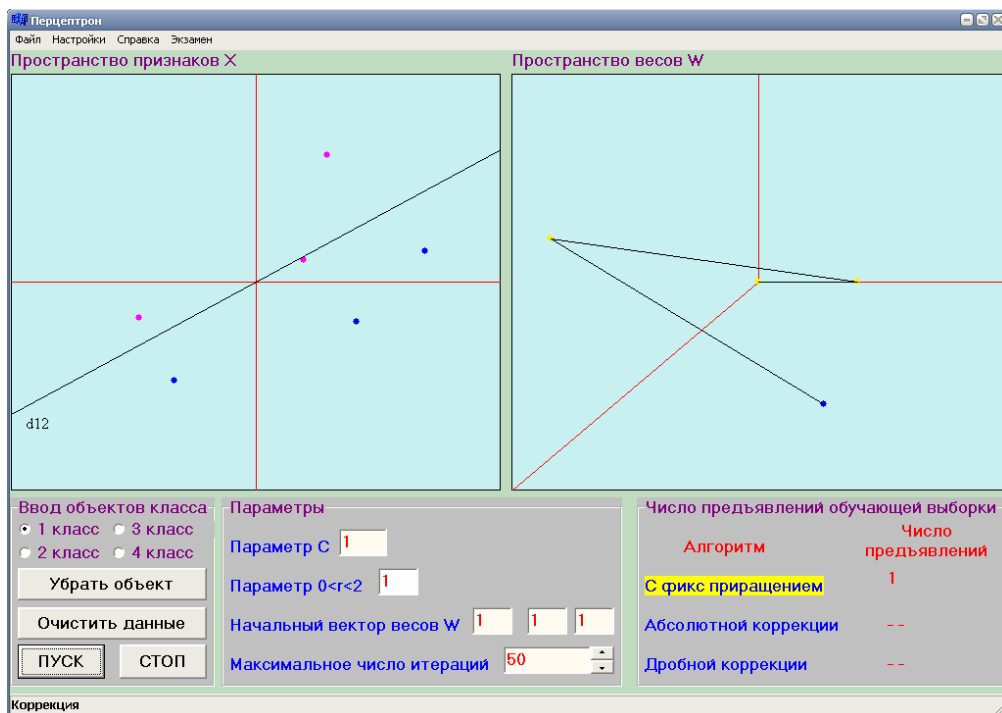 Перцептрон
Файл Настройки Справка Экзамен
Пространство признаков X
Пространство весов W
d12
Ввод объектов класса
1 класс 3 класс
2 класс 4 класс
Убрать объект
Очистить данные
ПУСК СТОП
Параметры
Параметр С 1
Параметр 0<r<2 1
Начальный вектор весов W 1 1 1
Максимальное число итераций 50
Число предъявлений обучающей выборки
Алгоритм
Число
предъявлений
С фикс приращением 1
Абсолютной коррекции --
Дробной коррекции --
Коррекция